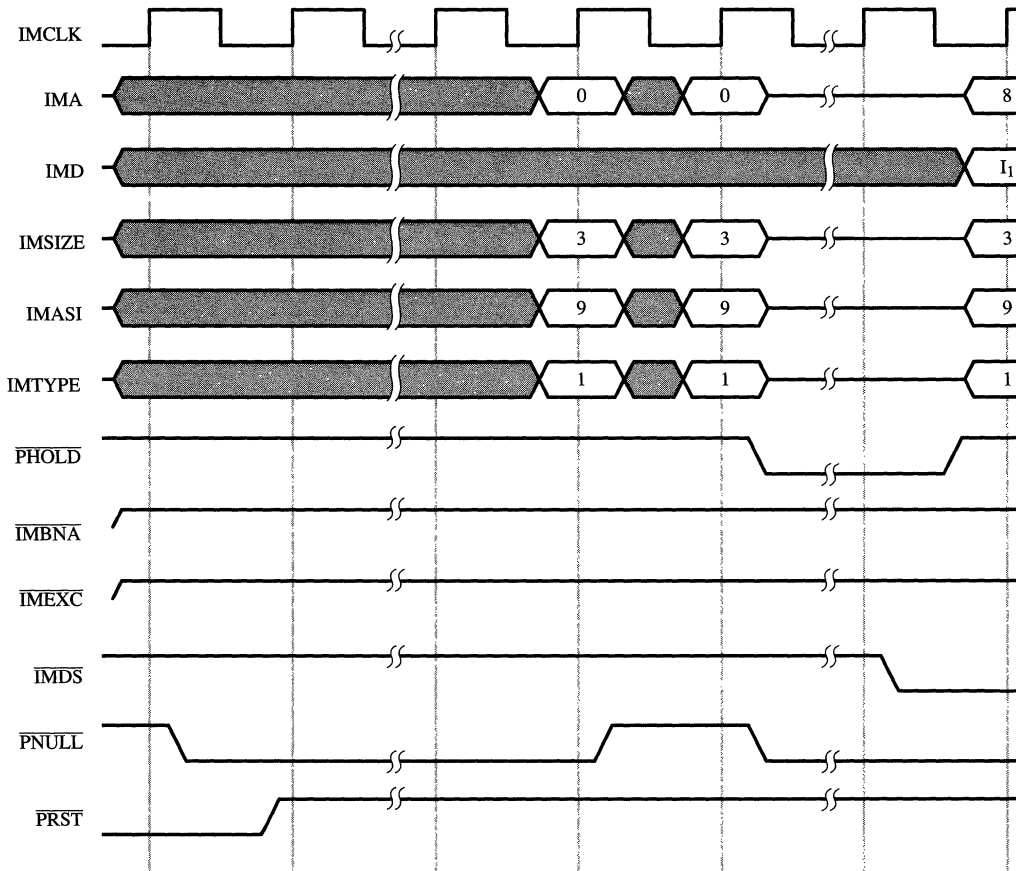 IMCLK
IMA 0 0 8
IMD I₁
IMSIZE 3 3 3
IMASI 9 9 9
IMTYPE 1 1 1
PHOLD
IMBNA
IMEXC
IMDS
PNULL
PRST